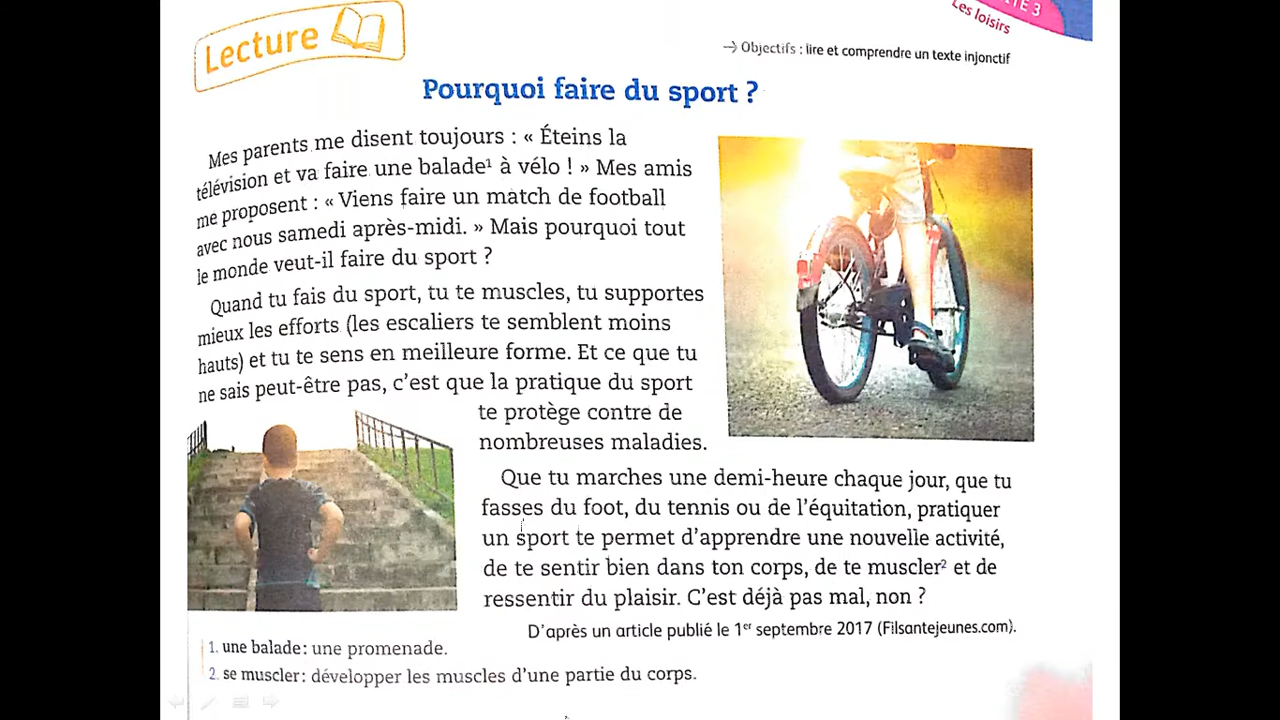 Lecture
Les loisirs
→ Objectifs : lire et comprendre un texte injonctif
Pourquoi faire du sport ?
Mes parents me disent toujours : « Éteins la
télévision et va faire une balade¹ à vélo ! » Mes amis
me proposent : « Viens faire un match de football
avec nous samedi après-midi. » Mais pourquoi tout
le monde veut-il faire du sport ?
Quand tu fais du sport, tu te muscles, tu supportes
mieux les efforts (les escaliers te semblent moins
hauts) et tu te sens en meilleure forme. Et ce que tu
ne sais peut-être pas, c'est que la pratique du sport
te protège contre de
nombreuses maladies.
Que tu marches une demi-heure chaque jour, que tu
fasses du foot, du tennis ou de l'équitation, pratiquer
un sport te permet d'apprendre une nouvelle activité,
de te sentir bien dans ton corps, de te muscler² et de
ressentir du plaisir. C'est déjà pas mal, non ?
D'après un article publié le 1er septembre 2017 (Filsantejeunes.com).
1. une balade : une promenade.
2. se muscler : développer les muscles d'une partie du corps.